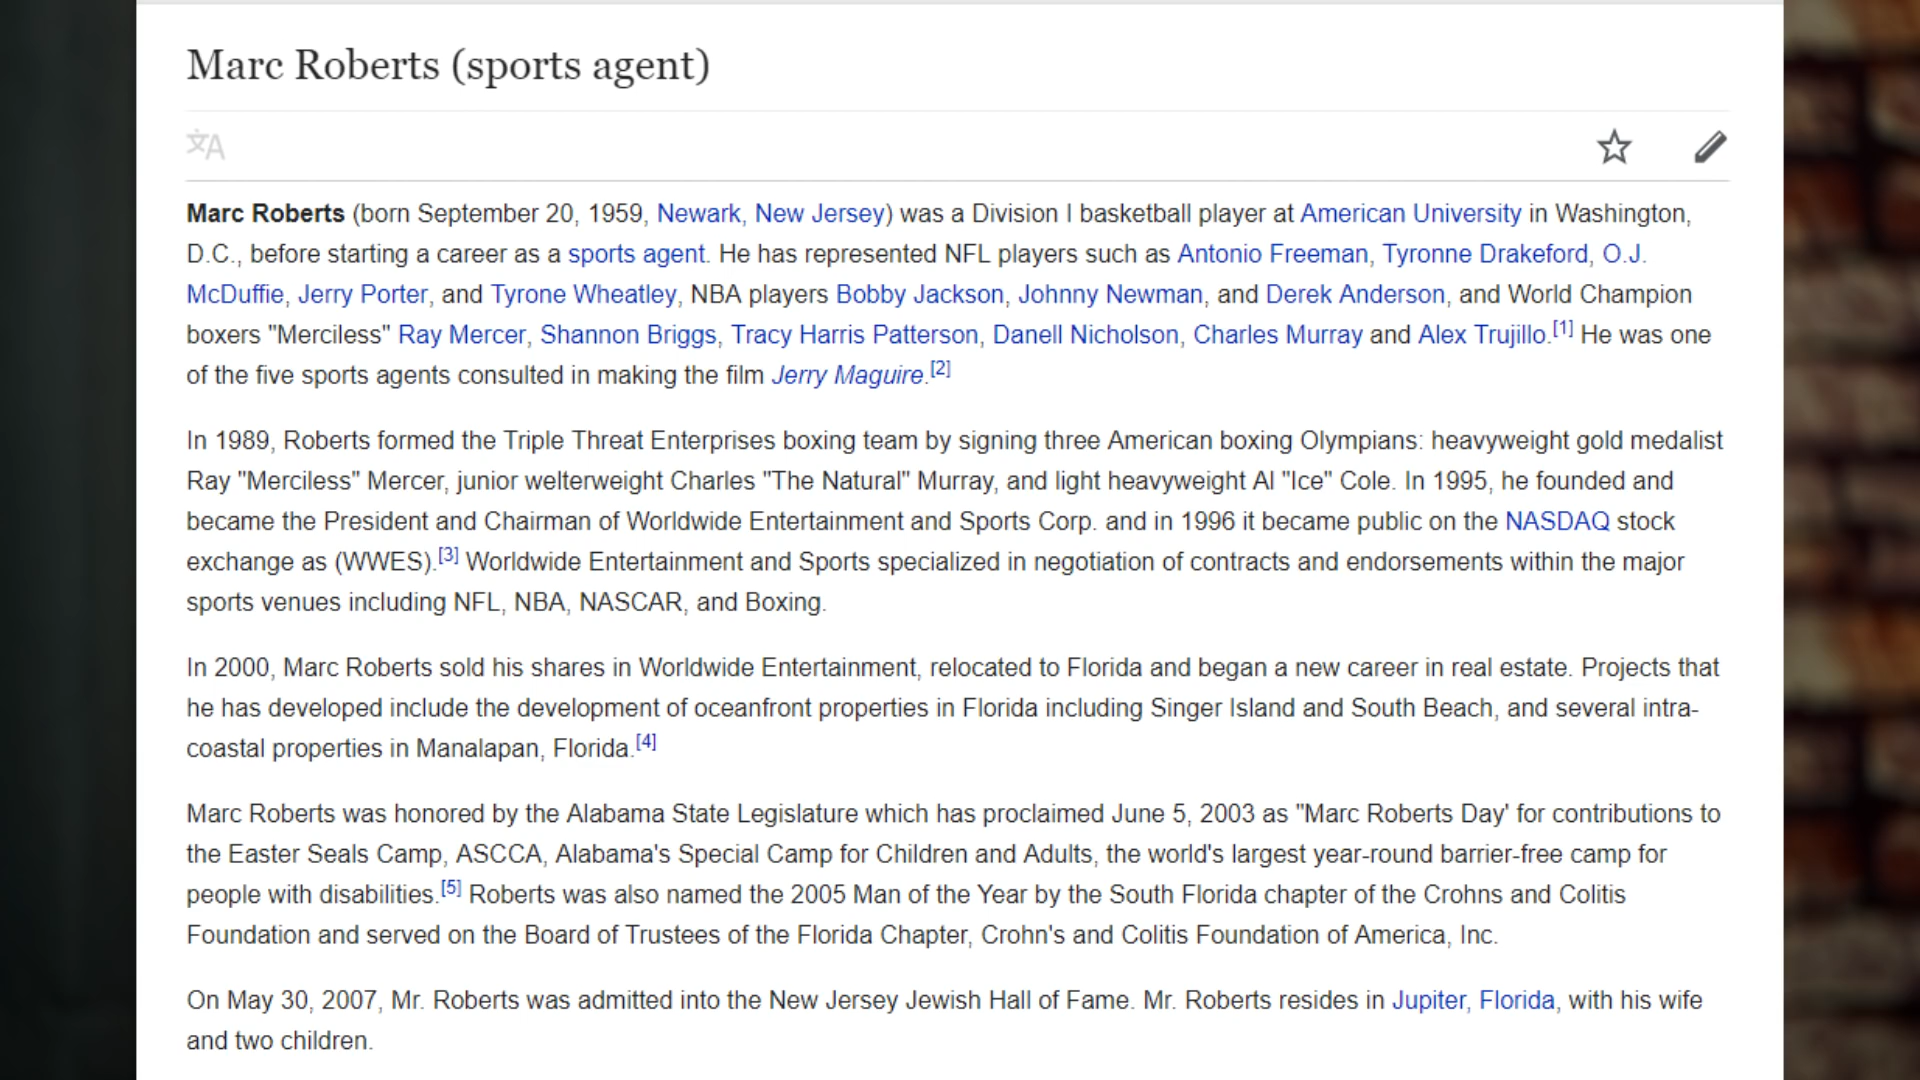 Marc Roberts (sports agent)
Marc Roberts (born September 20, 1959, Newark, New Jersey) was a Division I basketball player at American University in Washington,
D.C., before starting a career as a sports agent. He has represented NFL players such as Antonio Freeman, Tyronne Drakeford, O.J.
McDuffie, Jerry Porter, and Tyrone Wheatley, NBA players Bobby Jackson, Johnny Newman, and Derek Anderson, and World Champion
boxers "Merciless" Ray Mercer, Shannon Briggs, Tracy Harris Patterson, Danell Nicholson, Charles Murray and Alex Trujillo.[1] He was one
of the five sports agents consulted in making the film Jerry Maguire.[2]
In 1989, Roberts formed the Triple Threat Enterprises boxing team by signing three American boxing Olympians: heavyweight gold medalist
Ray "Merciless" Mercer, junior welterweight Charles "The Natural" Murray, and light heavyweight Al "Ice" Cole. In 1995, he founded and
became the President and Chairman of Worldwide Entertainment and Sports Corp. and in 1996 it became public on the NASDAQ stock
exchange as (WWES).[3] Worldwide Entertainment and Sports specialized in negotiation of contracts and endorsements within the major
sports venues including NFL, NBA, NASCAR, and Boxing.
In 2000, Marc Roberts sold his shares in Worldwide Entertainment, relocated to Florida and began a new career in real estate. Projects that
he has developed include the development of oceanfront properties in Florida including Singer Island and South Beach, and several intra-
coastal properties in Manalapan, Florida.[4]
Marc Roberts was honored by the Alabama State Legislature which has proclaimed June 5, 2003 as "Marc Roberts Day' for contributions to
the Easter Seals Camp, ASCCA, Alabama's Special Camp for Children and Adults, the world's largest year-round barrier-free camp for
people with disabilities.[5] Roberts was also named the 2005 Man of the Year by the South Florida chapter of the Crohns and Colitis
Foundation and served on the Board of Trustees of the Florida Chapter, Crohn's and Colitis Foundation of America, Inc.
On May 30, 2007, Mr. Roberts was admitted into the New Jersey Jewish Hall of Fame. Mr. Roberts resides in Jupiter, Florida, with his wife
and two children.